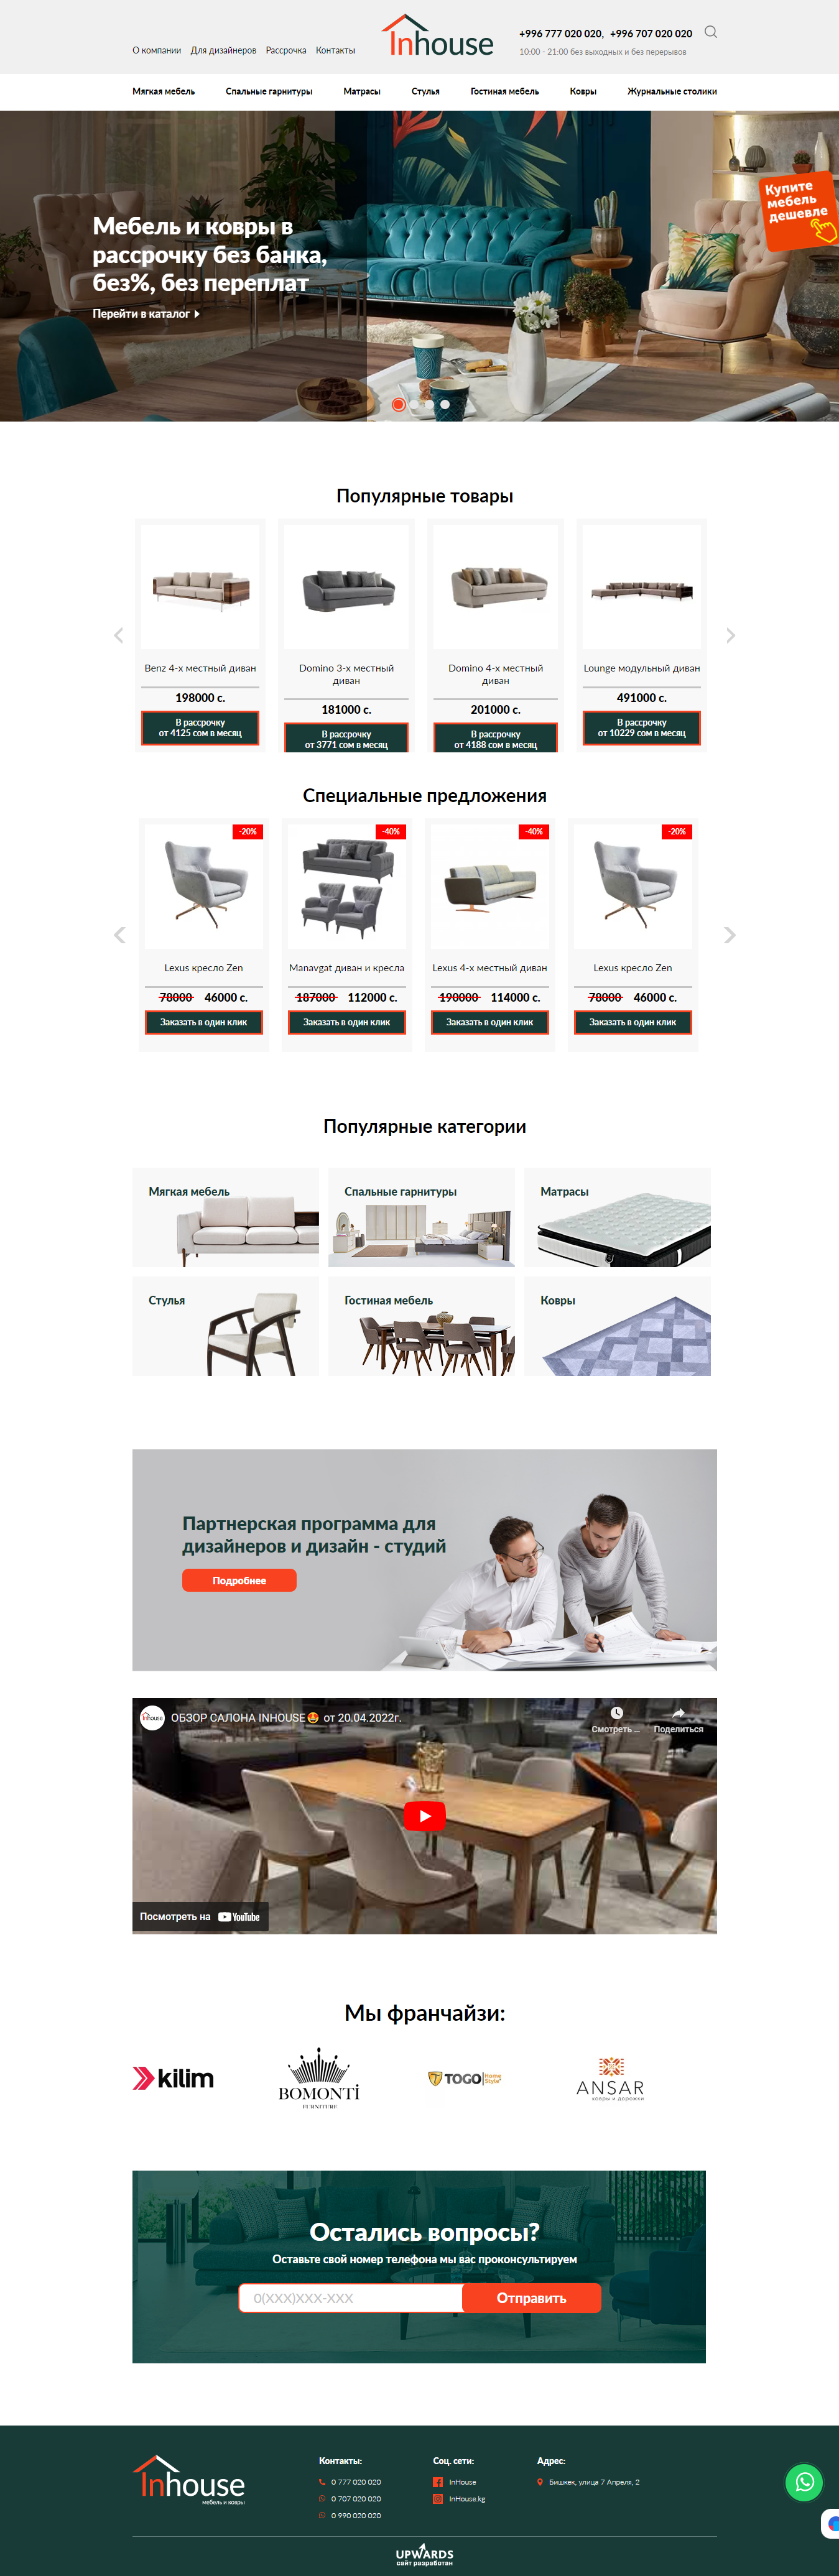 О компании Для дизайнеров Рассрочка Контакты
Inhouse
+996 777 020 020, +996 707 020 020
10:00 - 21:00 без выходных и без перерывов
Мягкая мебель Спальные гарнитуры Матрасы Стулья Гостиная мебель Ковры Журнальные столики
Мебель и ковры в
рассрочку без банка,
без%, без переплат
Перейти в каталог
Купите
мебель
дешевле
Популярные товары
Benz 4-х местный диван
198000 с.
В рассрочку
от 4125 сом в месяц
Domino 3-х местный
диван
181000 с.
В рассрочку
от 3771 сом в месяц
Domino 4-х местный
диван
201000 с.
В рассрочку
от 4188 сом в месяц
Lounge модульный диван
491000 с.
В рассрочку
от 10229 сом в месяц
Специальные предложения
-20%
Lexus кресло Zen
78000 46000 с.
Заказать в один клик
-40%
Manavgat диван и кресла
187000 112000 с.
Заказать в один клик
-40%
Lexus 4-х местный диван
190000 114000 с.
Заказать в один клик
-20%
Lexus кресло Zen
78000 46000 с.
Заказать в один клик
Популярные категории
Мягкая мебель
Спальные гарнитуры
Матрасы
Стулья
Гостиная мебель
Ковры
Партнерская программа для
дизайнеров и дизайн - студий
Подробнее
Inhouse
ОБЗОР САЛОНА INHOUSE🤩 от 20.04.2022г.
Смотреть ...
Поделиться
Посмотреть на YouTube
Мы франчайзи:
kilim
BOMONTİ
FURNITURE
TOGO Home
Style
ANSAR
ковры и дорожки
Остались вопросы?
Оставьте свой номер телефона мы вас проконсультируем
0(XXX)XXX-XXX
Отправить
Inhouse
мебель и ковры
Контакты:
0 777 020 020
0 707 020 020
0 990 020 020
Соц. сети:
InHouse
InHouse.kg
Адрес:
Бишкек, улица 7 Апреля, 2
UPWARDS
сайт разработан